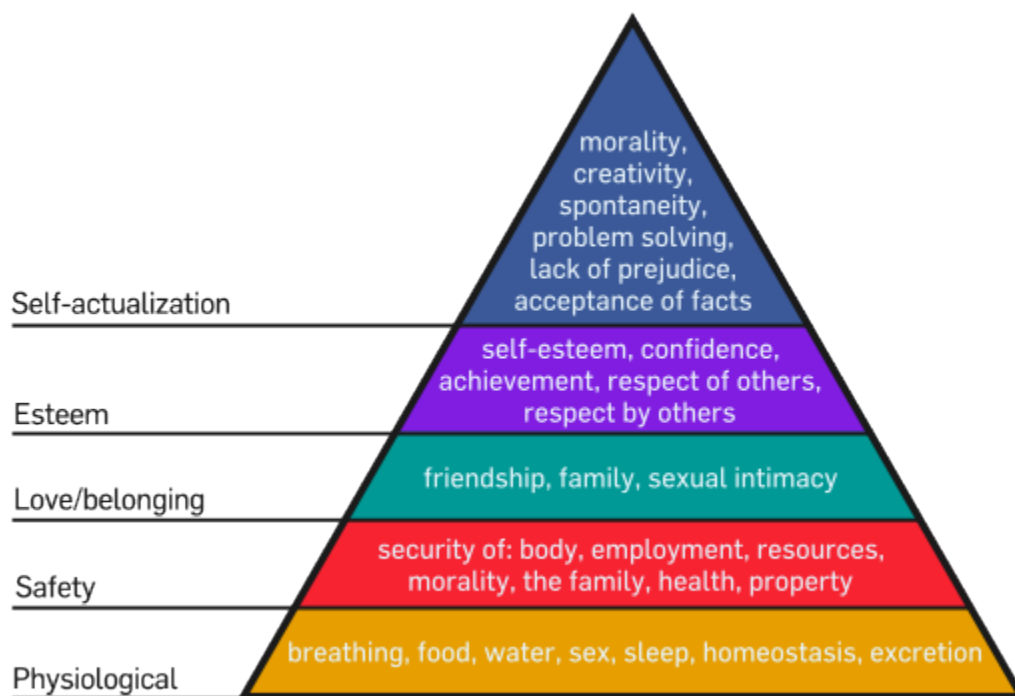 morality,
creativity,
spontaneity,
problem solving,
lack of prejudice,
acceptance of facts
Self-actualization
self-esteem, confidence,
achievement, respect of others,
respect by others
Esteem
friendship, family, sexual intimacy
Love/belonging
security of: body, employment, resources,
morality, the family, health, property
Safety
breathing, food, water, sex, sleep, homeostasis, excretion
Physiological